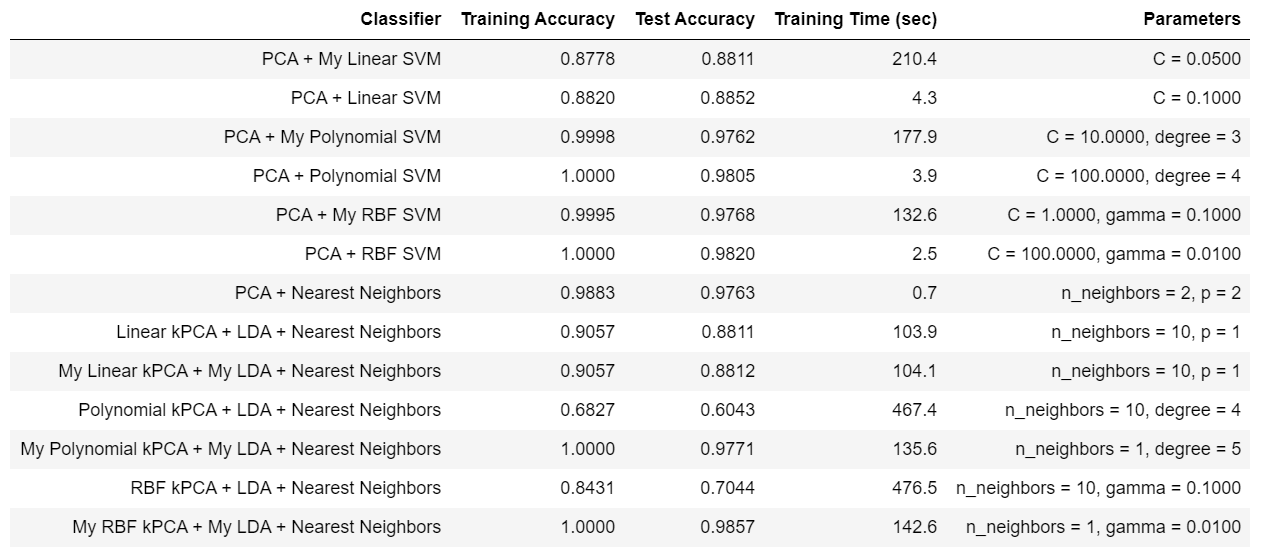 Classifier Training Accuracy Test Accuracy Training Time (sec) Parameters
PCA + My Linear SVM 0.8778 0.8811 210.4 C = 0.0500
PCA + Linear SVM 0.8820 0.8852 4.3 C = 0.1000
PCA + My Polynomial SVM 0.9998 0.9762 177.9 C = 10.0000, degree = 3
PCA + Polynomial SVM 1.0000 0.9805 3.9 C = 100.0000, degree = 4
PCA + My RBF SVM 0.9995 0.9768 132.6 C = 1.0000, gamma = 0.1000
PCA + RBF SVM 1.0000 0.9820 2.5 C = 100.0000, gamma = 0.0100
PCA + Nearest Neighbors 0.9883 0.9763 0.7 n_neighbors = 2, p = 2
Linear kPCA + LDA + Nearest Neighbors 0.9057 0.8811 103.9 n_neighbors = 10, p = 1
My Linear kPCA + My LDA + Nearest Neighbors 0.9057 0.8812 104.1 n_neighbors = 10, p = 1
Polynomial kPCA + LDA + Nearest Neighbors 0.6827 0.6043 467.4 n_neighbors = 10, degree = 4
My Polynomial kPCA + My LDA + Nearest Neighbors 1.0000 0.9771 135.6 n_neighbors = 1, degree = 5
RBF kPCA + LDA + Nearest Neighbors 0.8431 0.7044 476.5 n_neighbors = 10, gamma = 0.1000
My RBF kPCA + My LDA + Nearest Neighbors 1.0000 0.9857 142.6 n_neighbors = 1, gamma = 0.0100